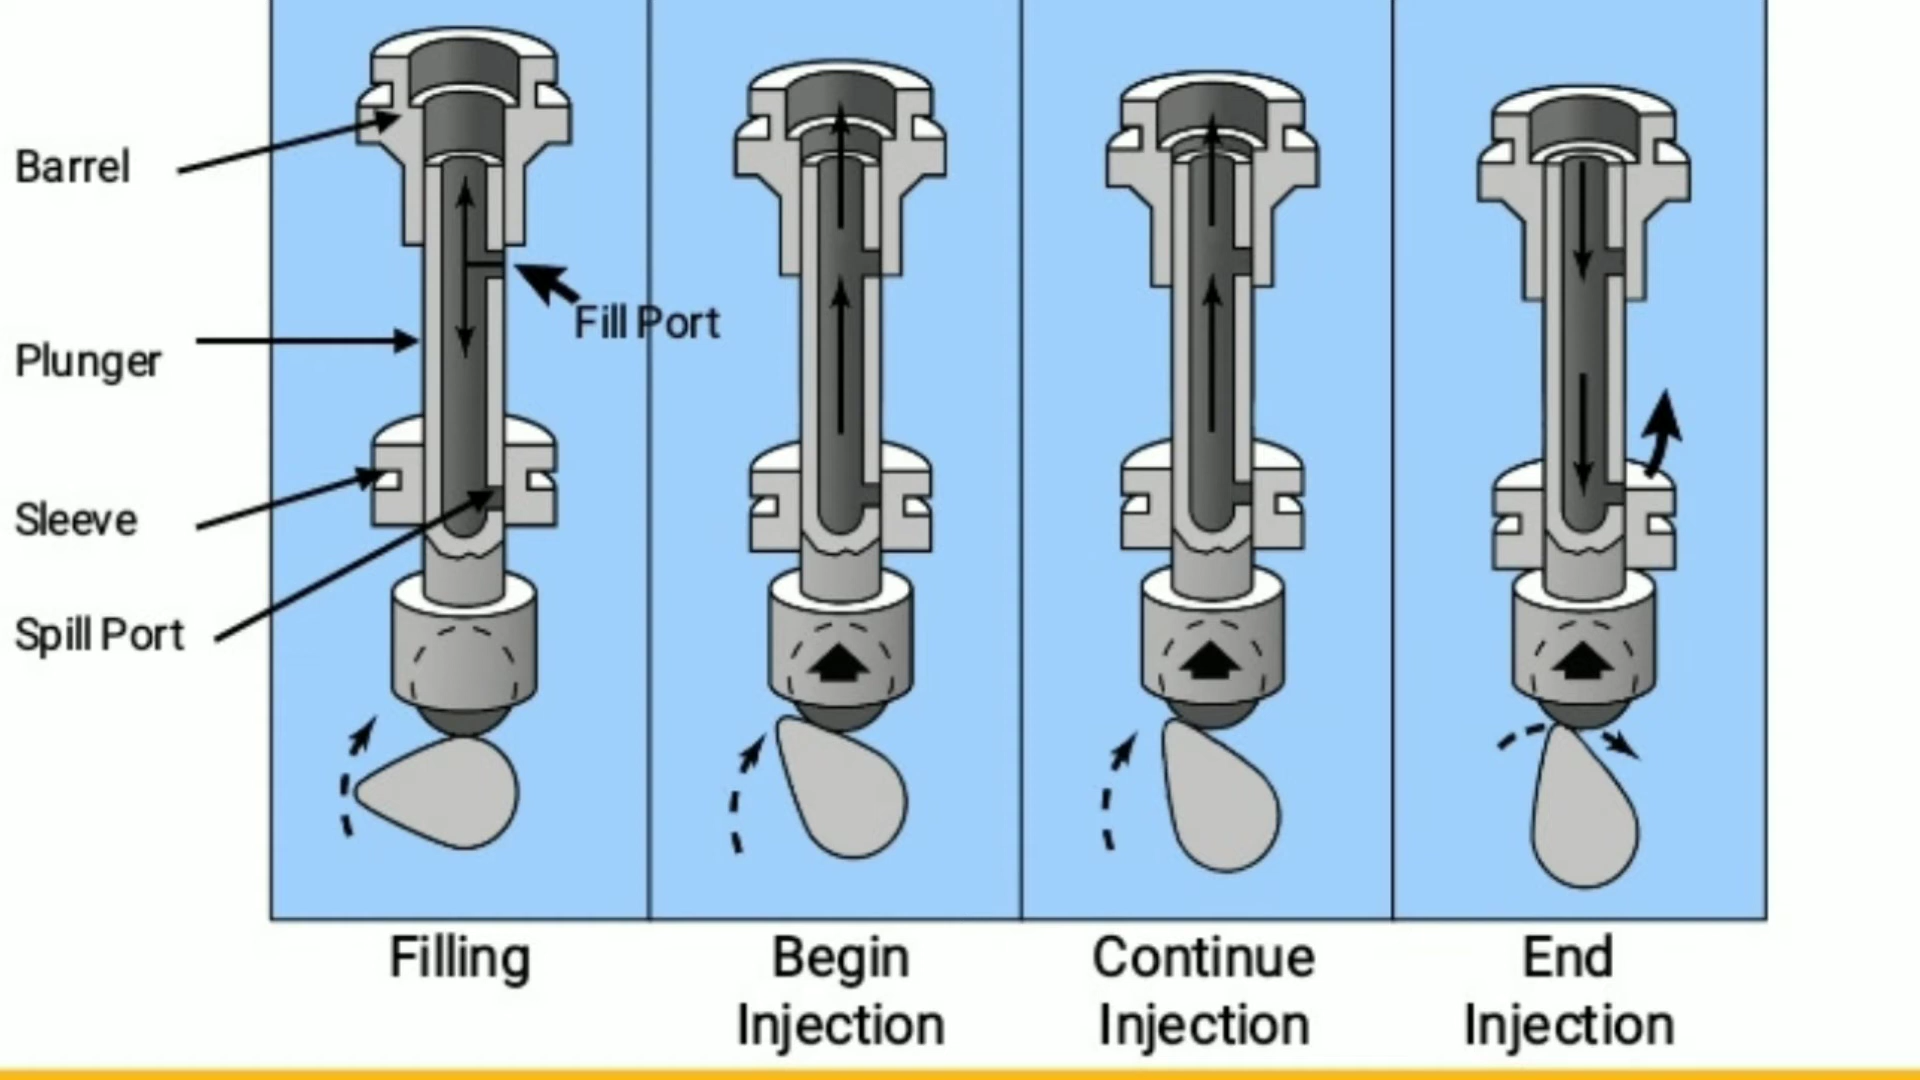 Barrel
Fill Port
Plunger
Sleeve
Spill Port
Filling
Begin
Injection
Continue
Injection
End
Injection